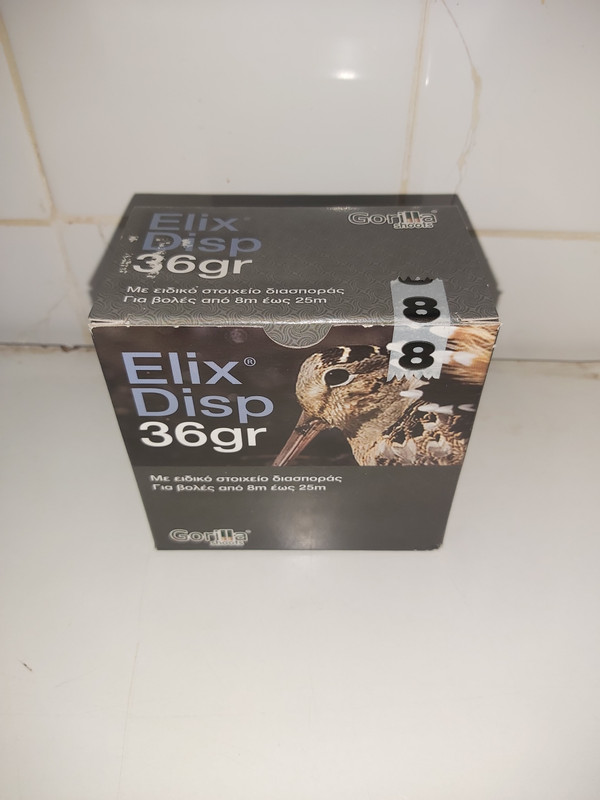 Elix
Disp
36gr
Gorilla®
shoots
Με ειδικό στοιχείο διασποράς
Για βολές από 8m έως 25m
8
8
Elix®
Disp
36gr
Με ειδικό στοιχείο διασποράς
Για βολές από 8m έως 25m
Gorilla®
shoots